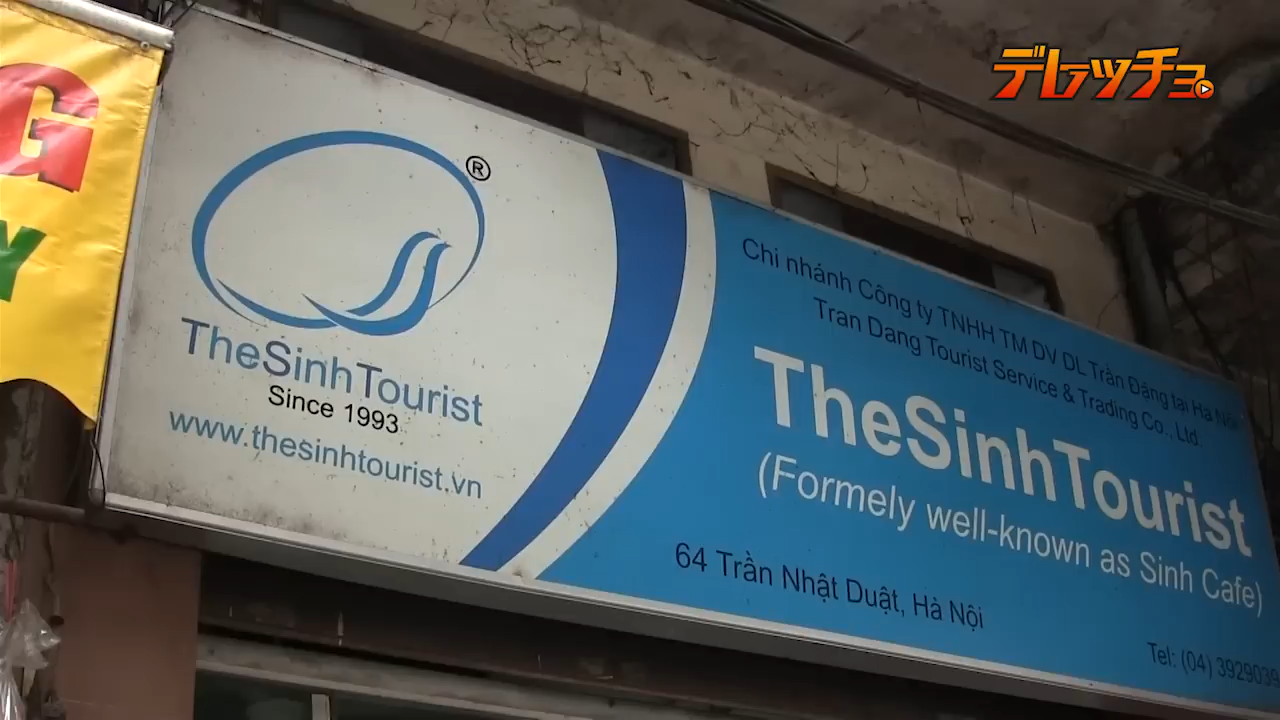 デレアッチョ
G
Y
®
TheSinhTourist
Since 1993
www.thesinhtourist.vn
Chi nhánh Công ty TNHH TM DV DL Trần Đặng tại Hà Nội
Tran Dang Tourist Service & Trading Co., Ltd
TheSinhTourist
(Formely well-known as Sinh Cafe)
64 Trần Nhật Duật, Hà Nội
Tel: (04) 3929039